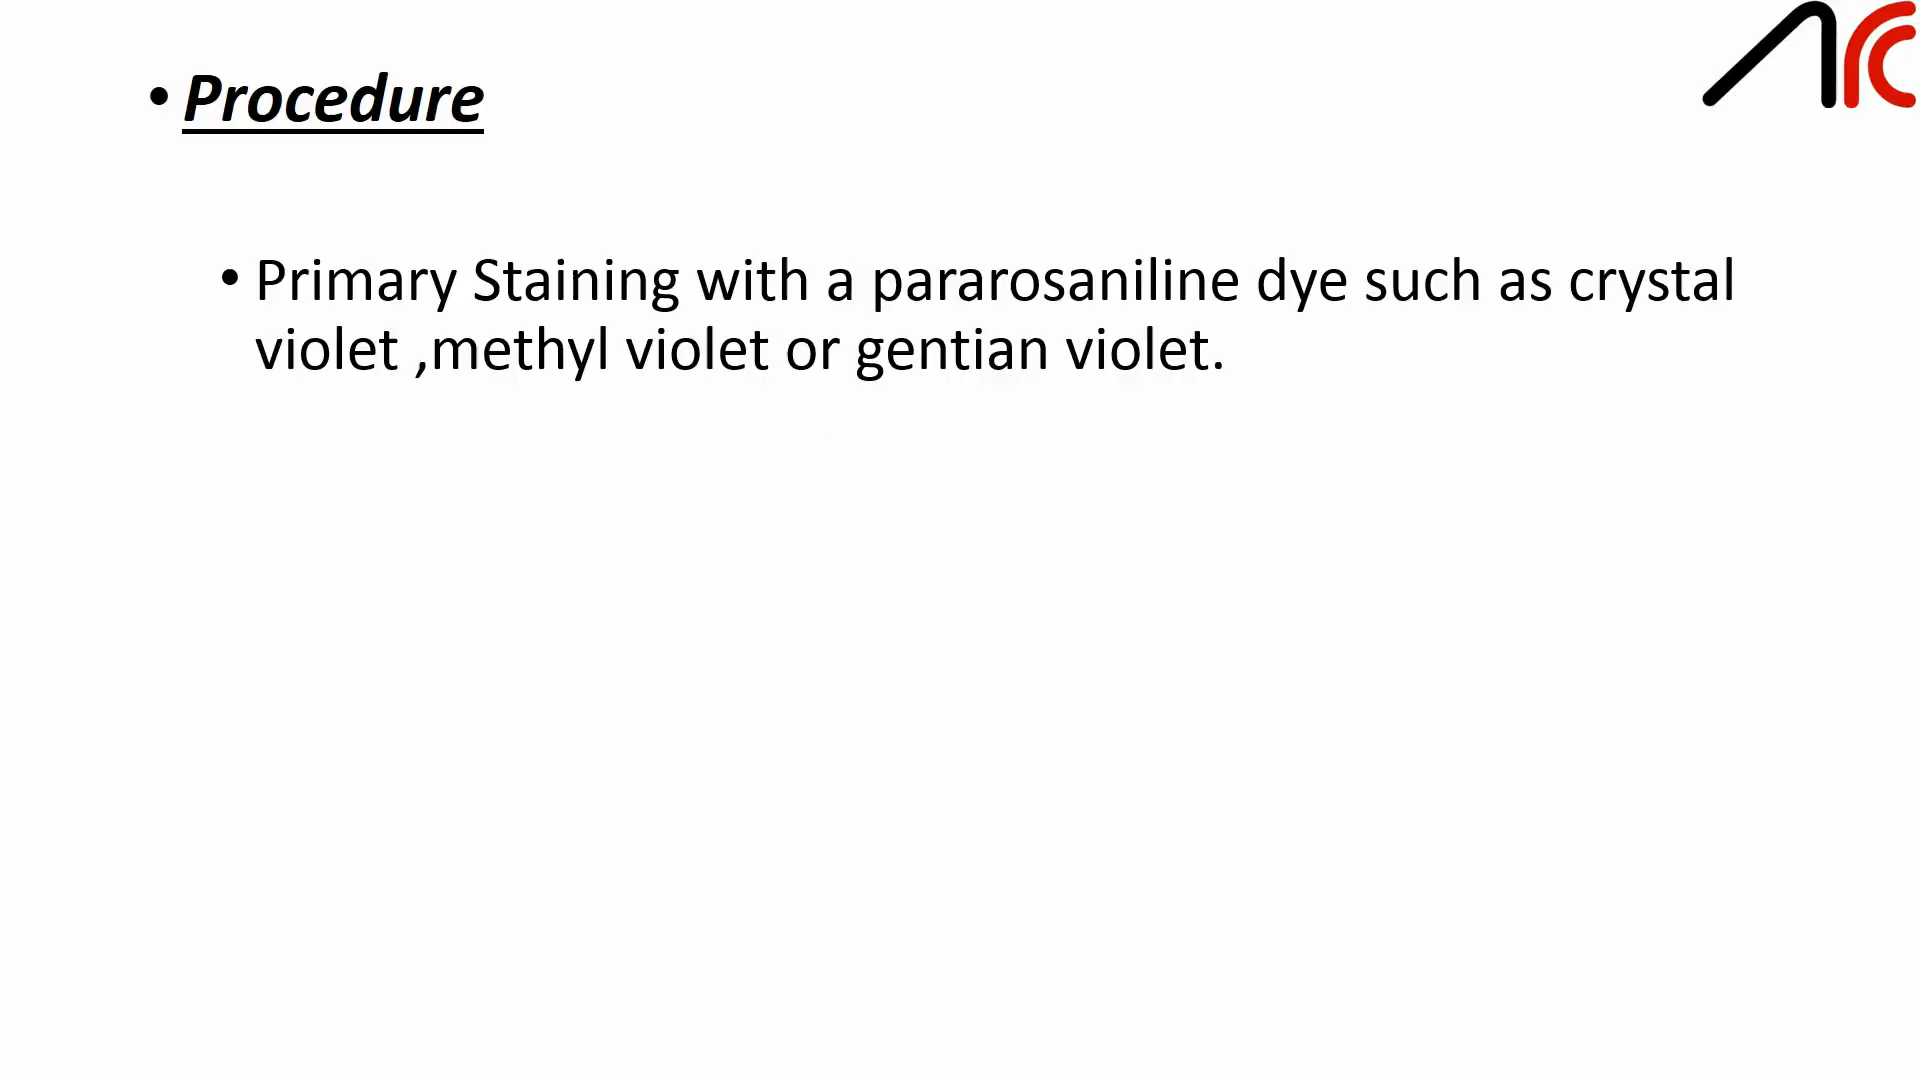 • Procedure
• Primary Staining with a pararosaniline dye such as crystal
violet ,methyl violet or gentian violet.